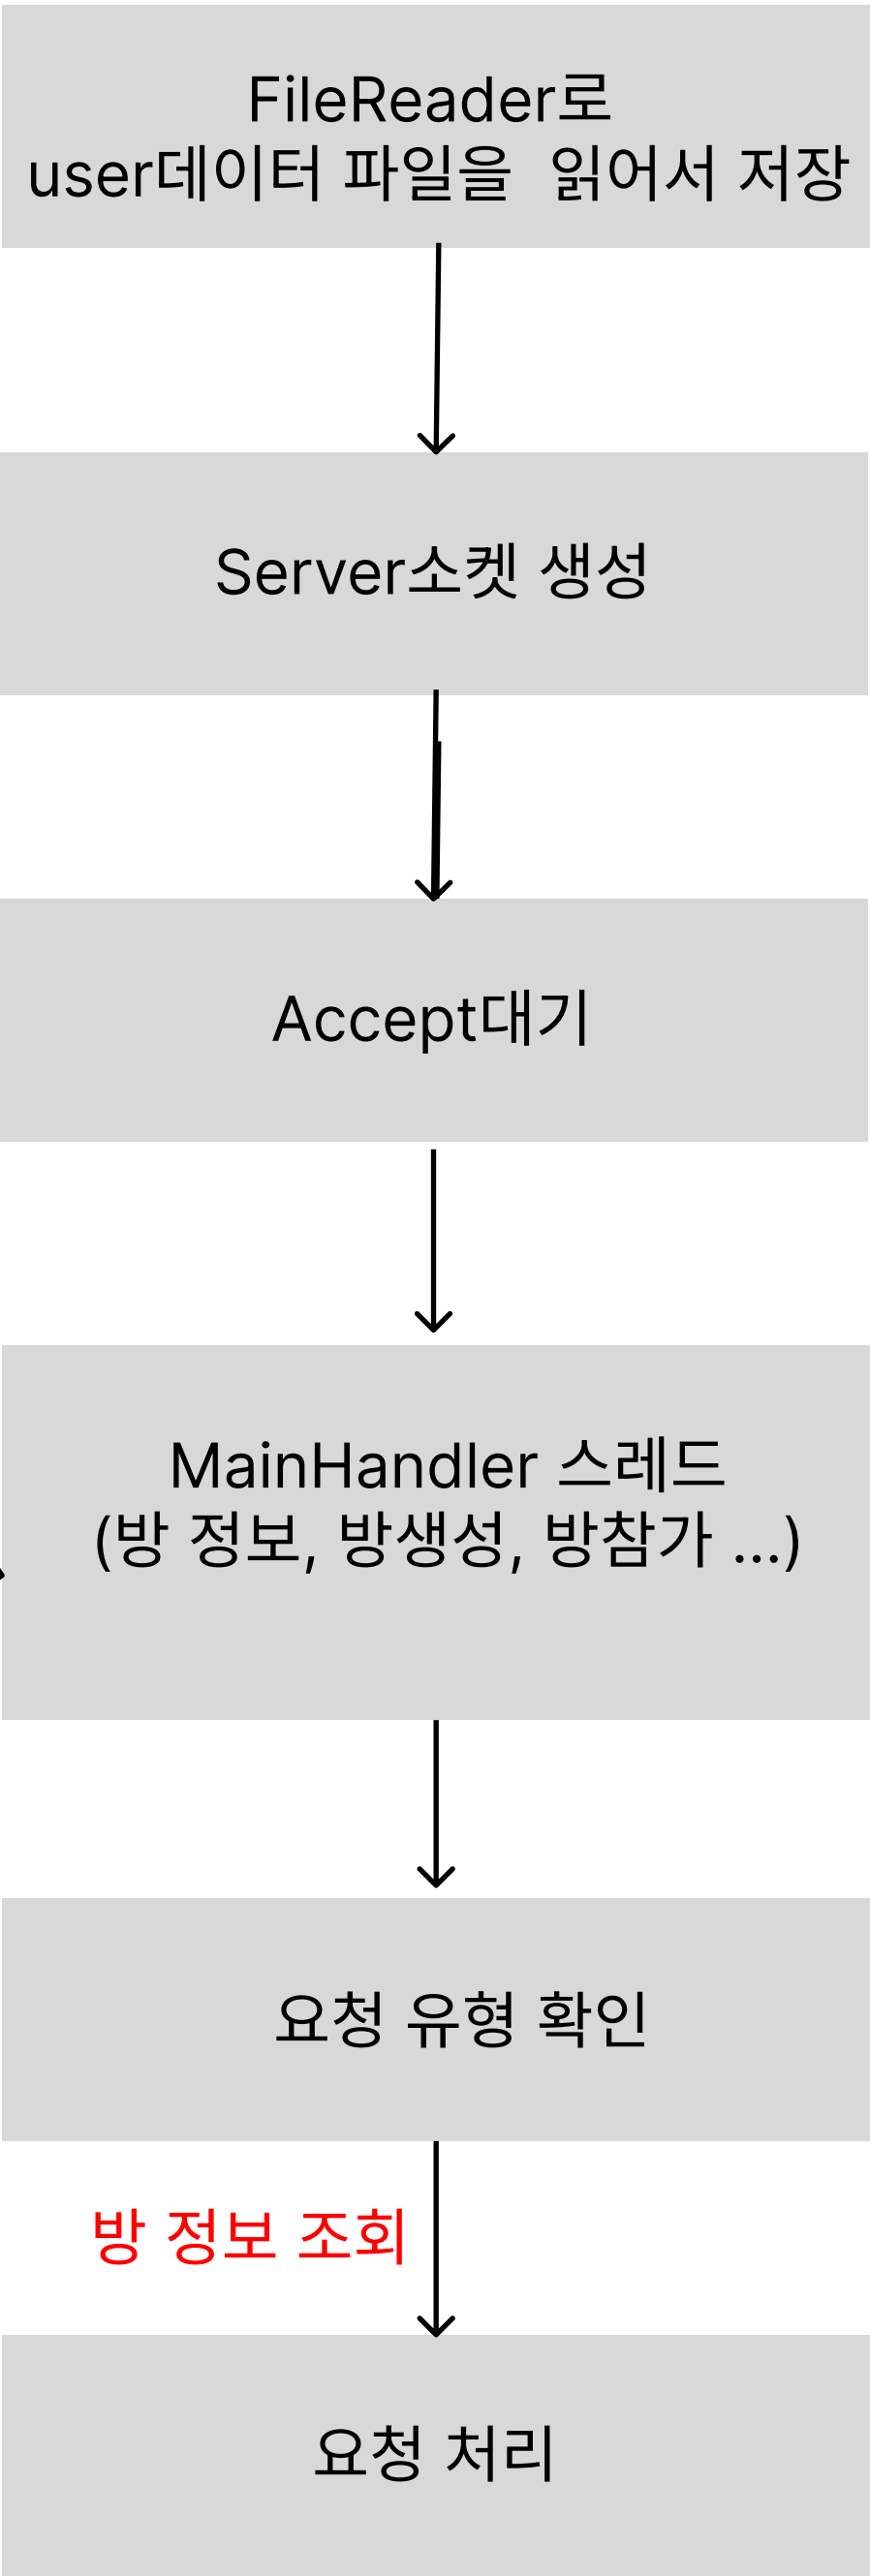 FileReader로
user데이터 파일을  읽어서 저장
Server소켓 생성
Accept대기
MainHandler 스레드
(방 정보, 방생성, 방참가 ...)
요청 유형 확인
방 정보 조회
요청 처리